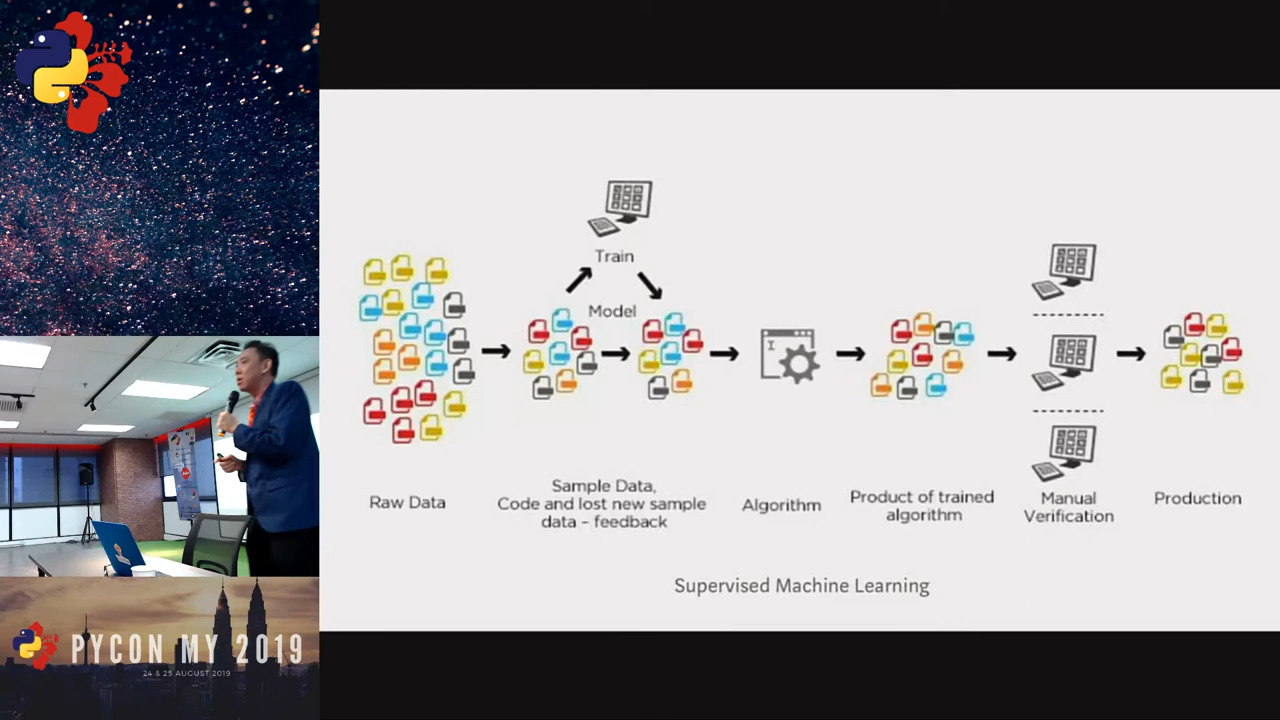 Train
Model
Raw Data
Sample Data,
Code and lost new sample
data - feedback
Algorithm
Product of trained
algorithm
Manual
Verification
Production
Supervised Machine Learning
PYCON MY 2019
24 & 25 AUGUST 2019